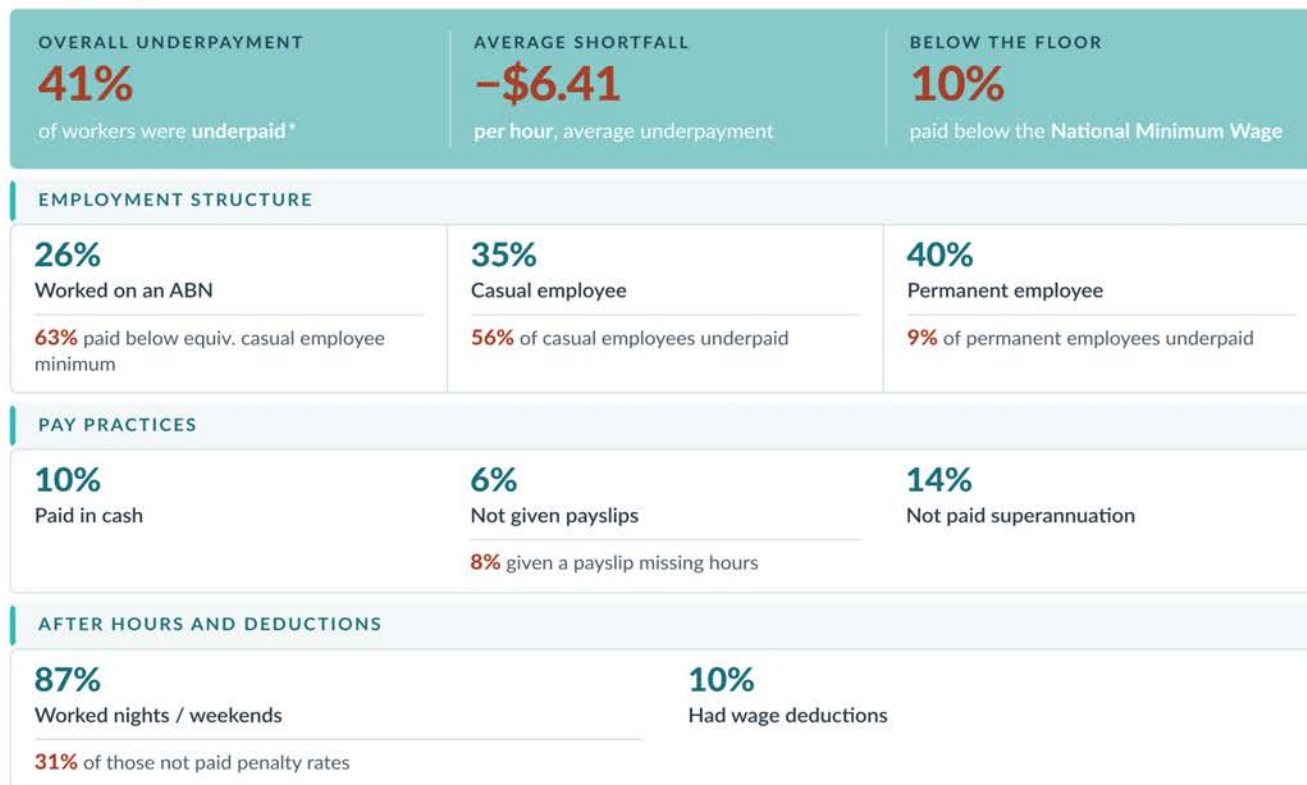 OVERALL UNDERPAYMENT
41%
of workers were underpaid*
AVERAGE SHORTFALL
–$6.41
per hour, average underpayment
BELOW THE FLOOR
10%
paid below the National Minimum Wage
EMPLOYMENT STRUCTURE
26%
Worked on an ABN
63% paid below equiv. casual employee
minimum
35%
Casual employee
56% of casual employees underpaid
40%
Permanent employee
9% of permanent employees underpaid
PAY PRACTICES
10%
Paid in cash
6%
Not given payslips
8% given a payslip missing hours
14%
Not paid superannuation
AFTER HOURS AND DEDUCTIONS
87%
Worked nights / weekends
31% of those not paid penalty rates
10%
Had wage deductions